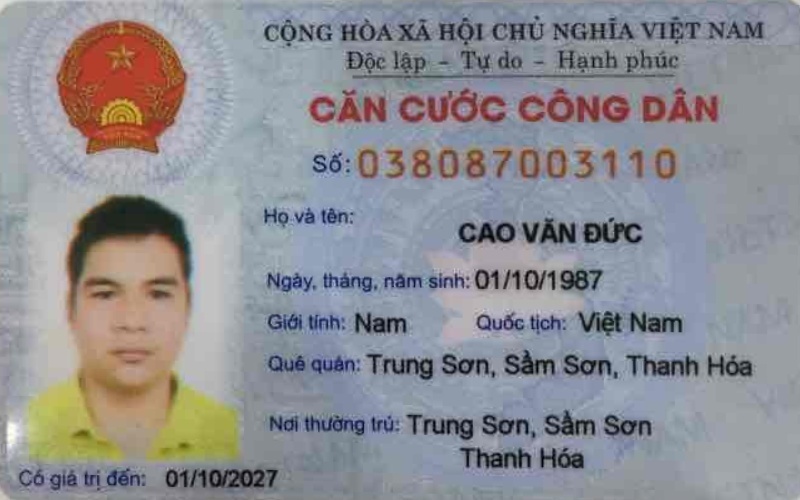 CỘNG HÒA XÃ HỘI CHỦ NGHĨA VIỆT NAM
Độc lập - Tự do - Hạnh phúc
CĂN CƯỚC CÔNG DÂN
Số: 038087003110
Họ và tên:
CAO VĂN ĐỨC
Ngày, tháng, năm sinh: 01/10/1987
Giới tính: Nam Quốc tịch: Việt Nam
Quê quán: Trung Sơn, Sầm Sơn, Thanh Hóa
Nơi thường trú: Trung Sơn, Sầm Sơn
Thanh Hóa
Có giá trị đến: 01/10/2027